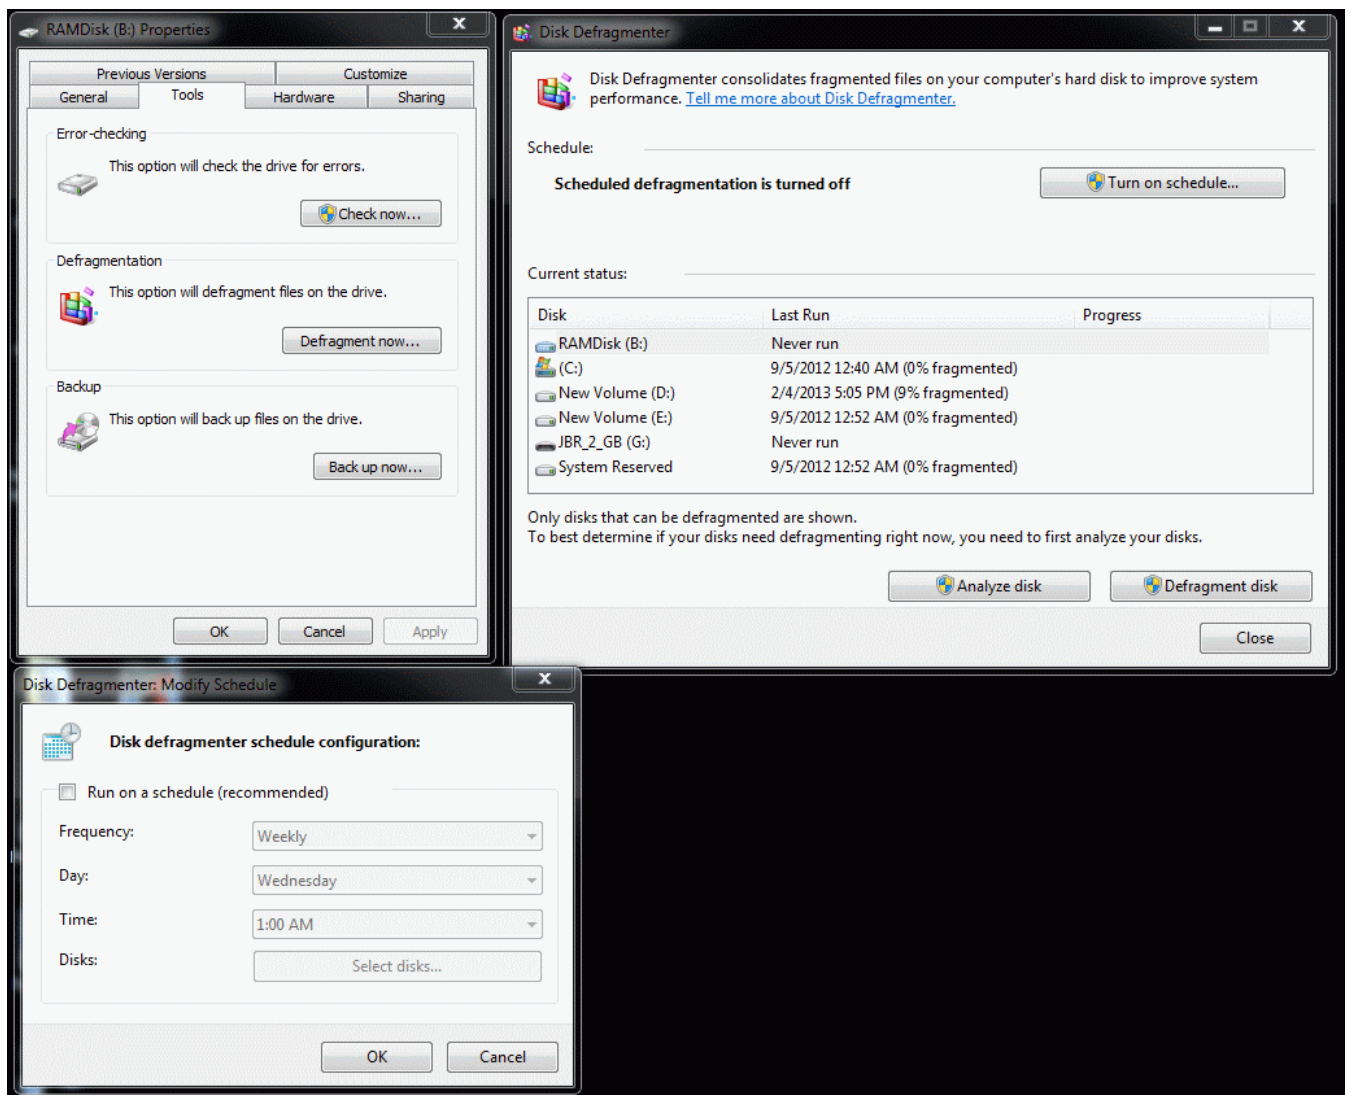 RAMDisk (B:) Properties
Previous Versions
Customize
General
Tools
Hardware
Sharing
Error-checking
This option will check the drive for errors.
Check now...
Defragmentation
This option will defragment files on the drive.
Defragment now...
Backup
This option will back up files on the drive.
Back up now...
OK
Cancel
Apply
Disk Defragmenter
Disk Defragmenter consolidates fragmented files on your computer's hard disk to improve system
performance. Tell me more about Disk Defragmenter.
Schedule:
Scheduled defragmentation is turned off
Turn on schedule...
Current status:
Disk Last Run Progress
RAMDisk (B:) Never run
(C:) 9/5/2012 12:40 AM (0% fragmented)
New Volume (D:) 2/4/2013 5:05 PM (9% fragmented)
New Volume (E:) 9/5/2012 12:52 AM (0% fragmented)
JBR_2_GB (G:) Never run
System Reserved 9/5/2012 12:52 AM (0% fragmented)
Only disks that can be defragmented are shown.
To best determine if your disks need defragmenting right now, you need to first analyze your disks.
Analyze disk
Defragment disk
Close
Disk Defragmenter: Modify Schedule
Disk defragmenter schedule configuration:
Run on a schedule (recommended)
Frequency: Weekly
Day: Wednesday
Time: 1:00 AM
Disks: Select disks...
OK
Cancel